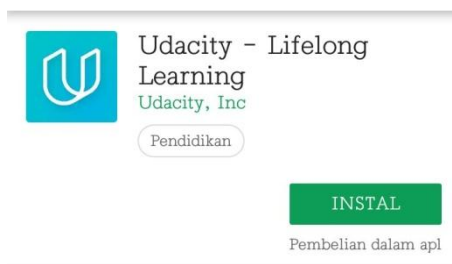 Udacity - Lifelong
Learning
Udacity, Inc
Pendidikan
INSTAL
Pembelian dalam apl